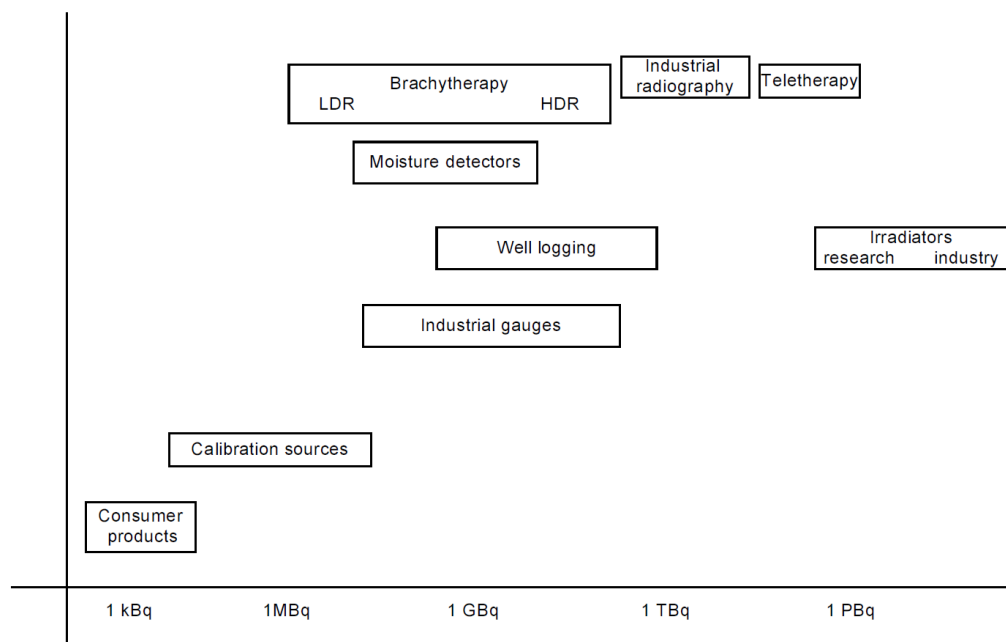 Brachytherapy
LDR HDR
Industrial
radiography
Teletherapy
Moisture detectors
Well logging
Irradiators
research industry
Industrial gauges
Calibration sources
Consumer
products
1 kBq 1MBq 1 GBq 1 TBq 1 PBq